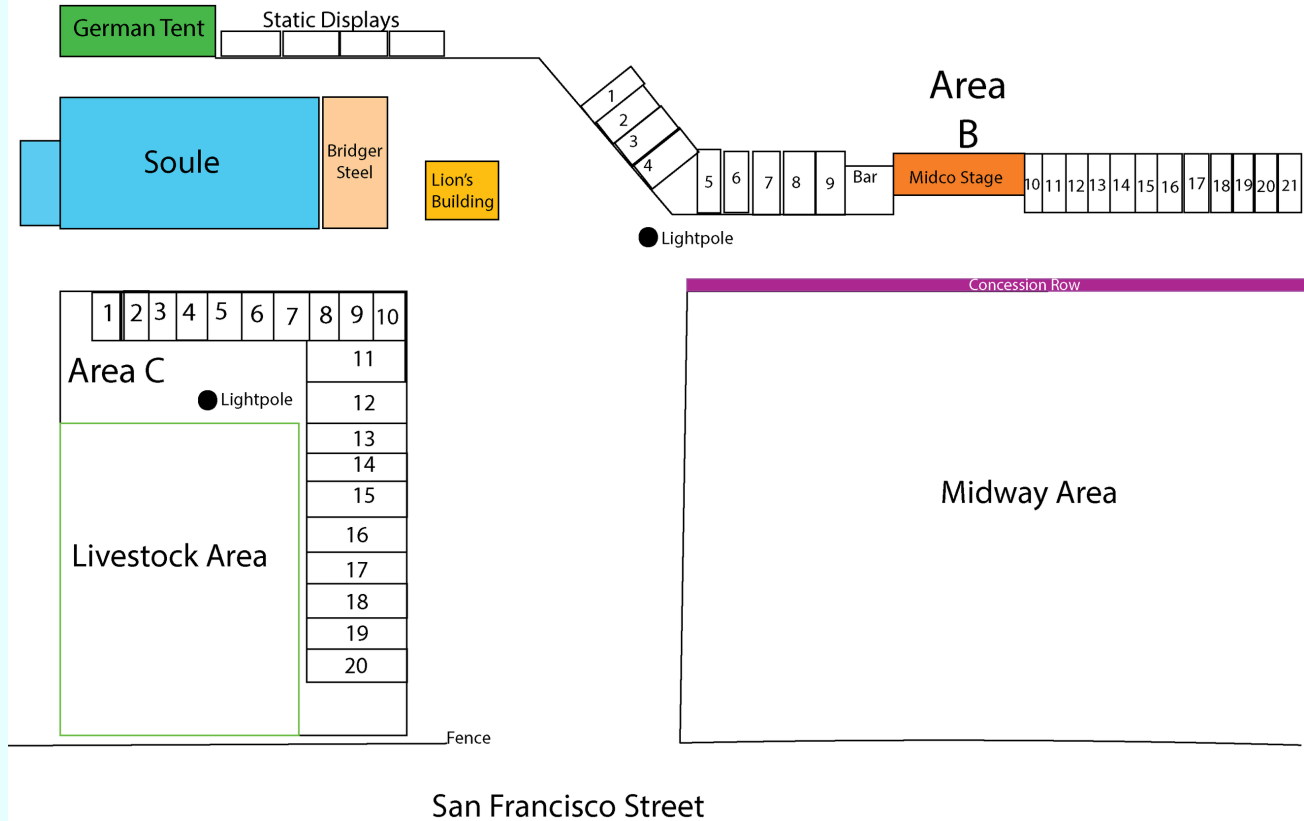 German Tent
Static Displays
Area
B
Soule
Bridger
Steel
Lion's
Building
1
2
3
4
5 6 7 8 9 Bar Midco Stage 10 11 12 13 14 15 16 17 18 19 20 21
Lightpole
Concession Row
1 2 3 4 5 6 7 8 9 10
Area C
11
Lightpole
12
13
14
15
16
17
18
19
20
Livestock Area
Midway Area
Fence
San Francisco Street